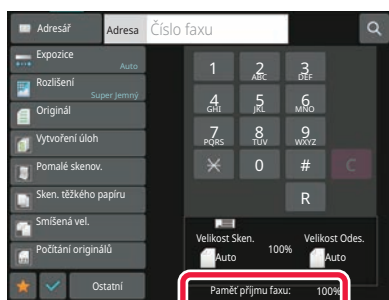 Adresář
Adresa
Číslo faxu
Expozice
Auto
Rozlišení
Super Jemný
Originál
Vytvoření úloh
Pomalé skenov.
Sken. těžkého papíru
Smíšená vel.
Počítání originálů
Ostatní
1
2
ABC
3
DEF
4
GHI
5
JKL
6
MNO
7
PQRS
8
TUV
9
WXYZ
0
#
C
R
Velikost Sken.
100%
Velikost Odes.
Auto
Auto
Paměť příjmu faxu: 100%